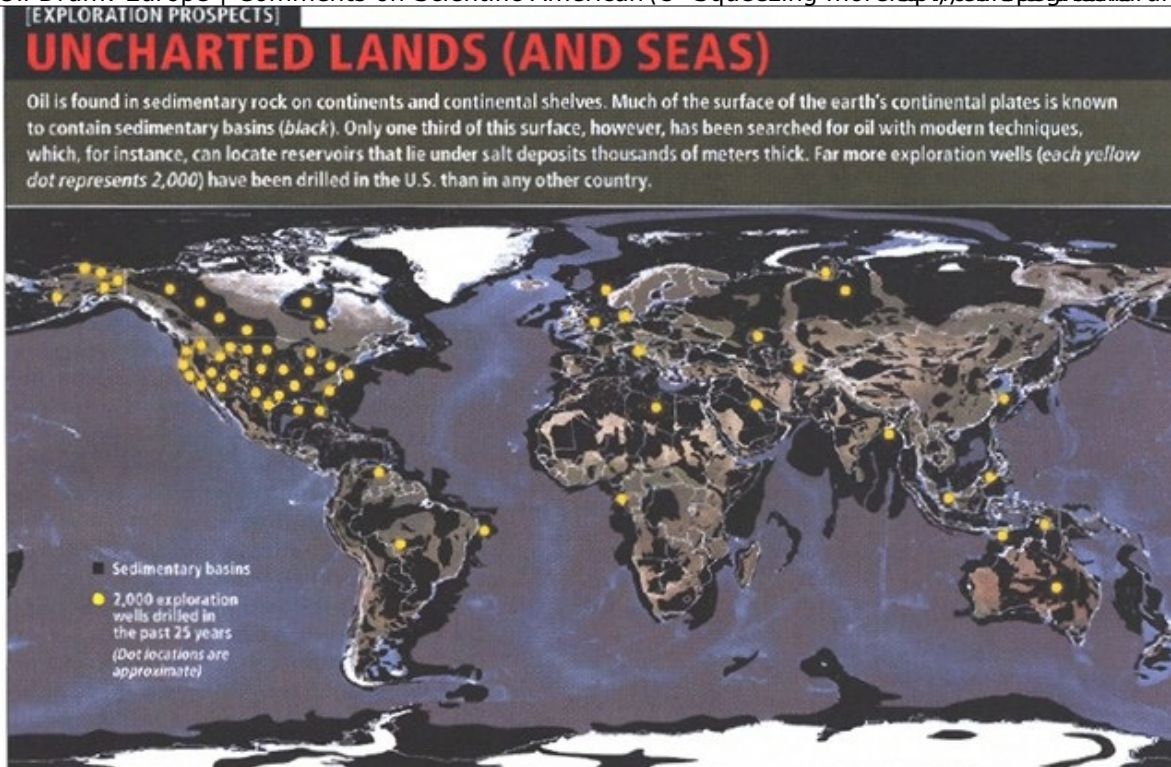 [EXPLORATION PROSPECTS]
UNCHARTED LANDS (AND SEAS)
Oil is found in sedimentary rock on continents and continental shelves. Much of the surface of the earth's continental plates is known
to contain sedimentary basins (black). Only one third of this surface, however, has been searched for oil with modern techniques,
which, for instance, can locate reservoirs that lie under salt deposits thousands of meters thick. Far more exploration wells (each yellow
dot represents 2,000) have been drilled in the U.S. than in any other country.
Sedimentary basins
2,000 exploration
wells drilled in
the past 25 years
(Dot locations are
approximate)